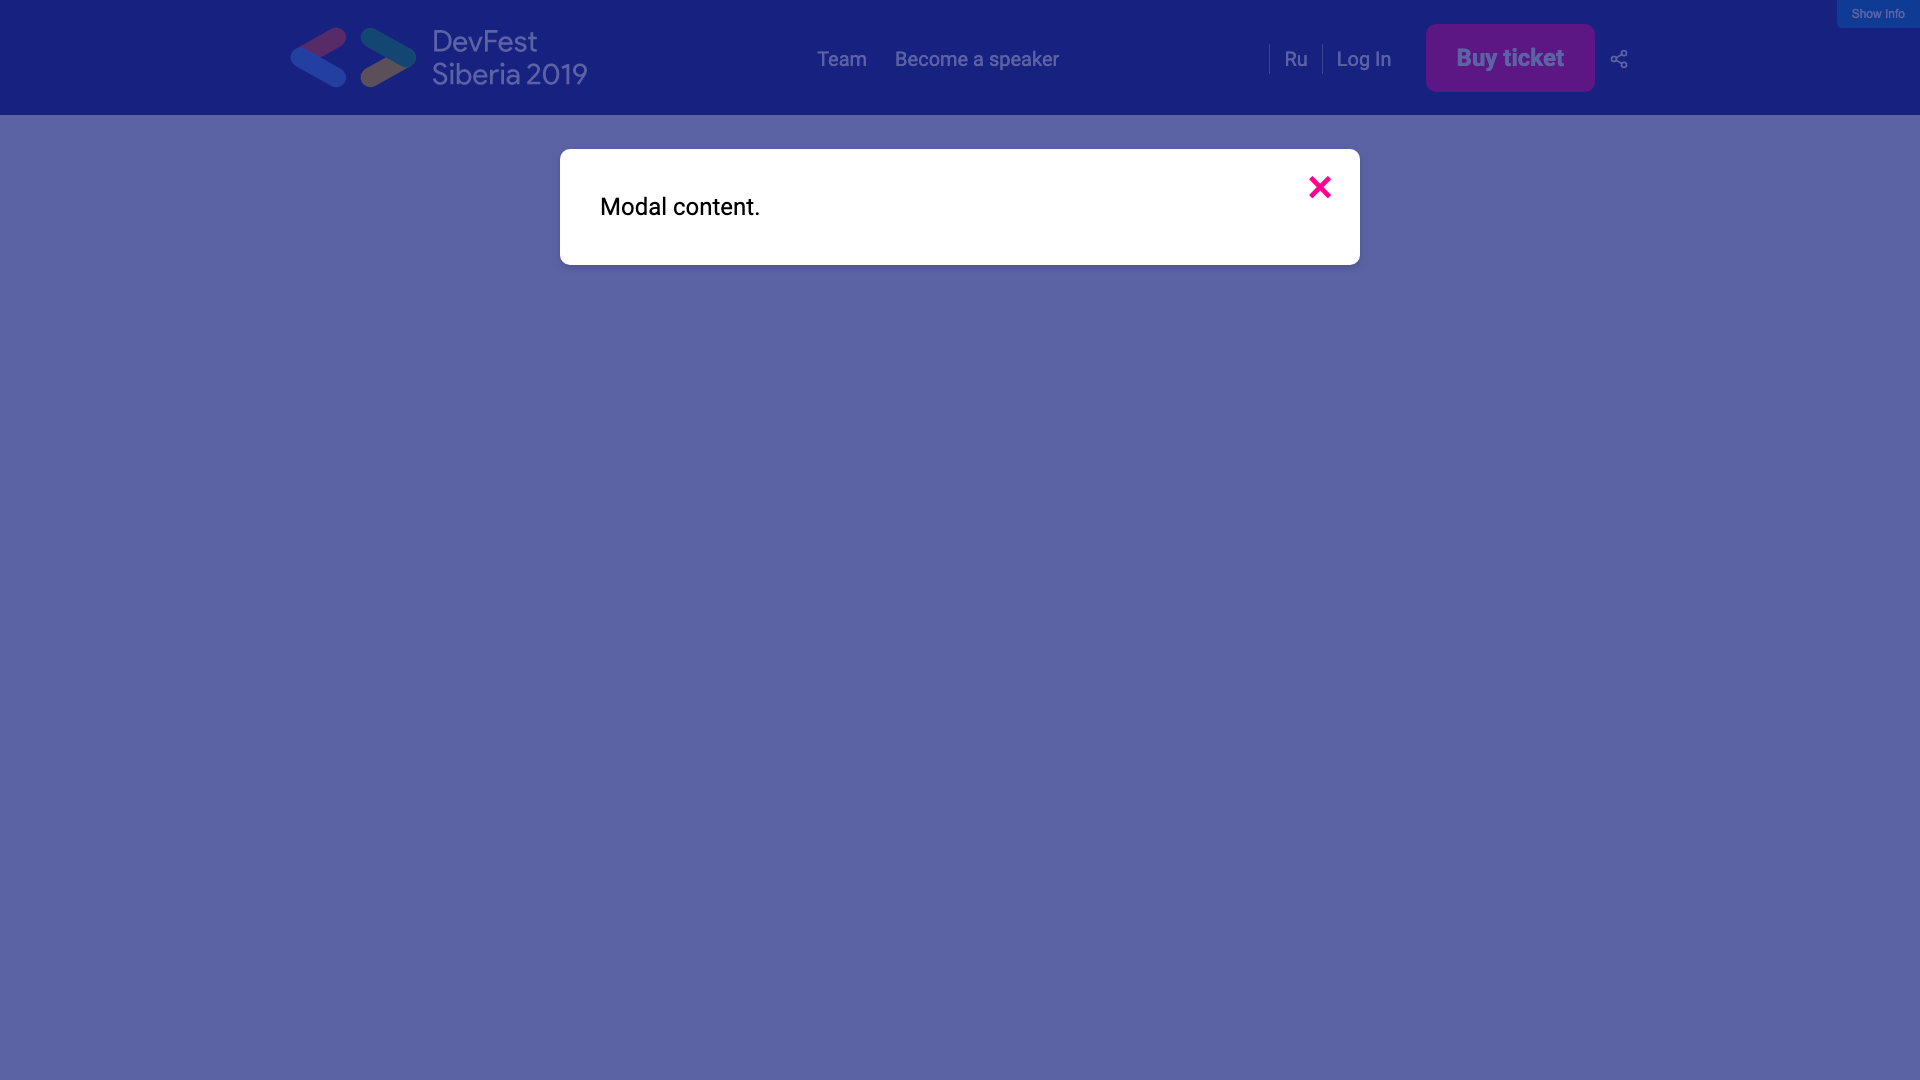 Show Info
DevFest
Siberia 2019
Team
Become a speaker
Ru
Log In
Buy ticket
Modal content.